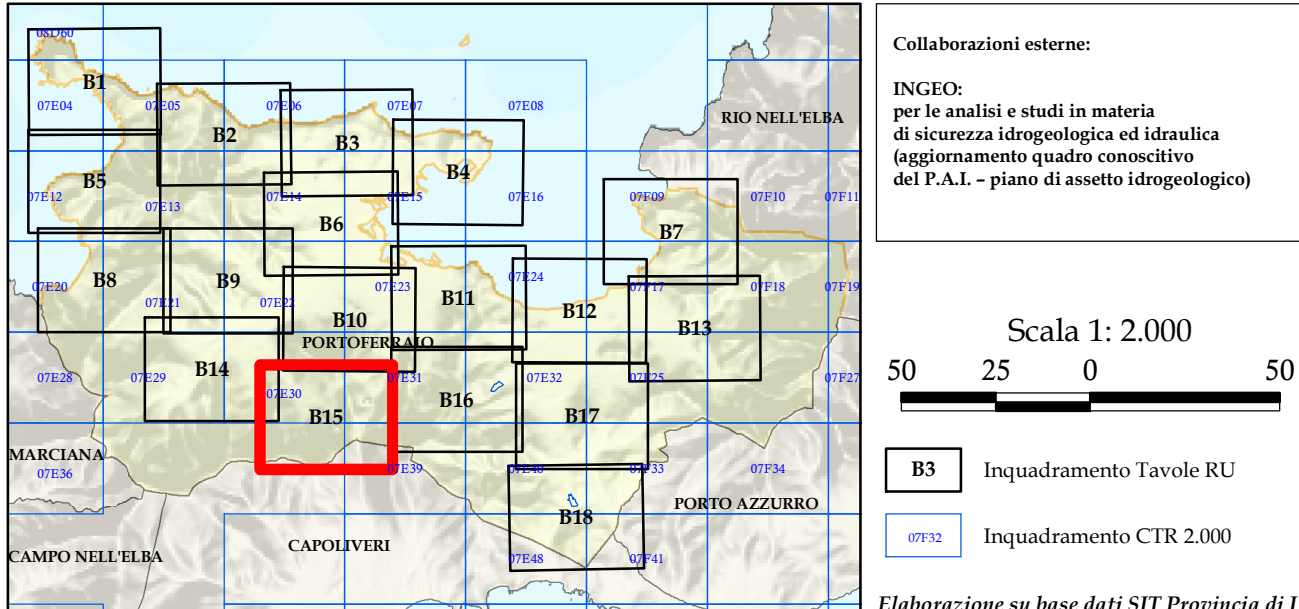 08D60
B1
07E04
07E05
07E06
07E07
07E08
B2
B3
B4
RIO NELL'ELBA
B5
07E12
07E13
07E14
07E15
07E16
07F09
07F10
07F11
B6
B7
B8
B9
07E20
07E21
07E22
07E23
07E24
07F17
07F18
07F19
B10
B11
B12
B13
PORTOFERRAIO
B14
07E28
07E29
07E30
07E31
07E32
07F25
07F27
B15
B16
B17
MARCIANA
07E36
07E39
07E40
07F33
07F34
PORTO AZZURRO
B18
CAMPO NELL'ELBA
CAPOLIVERI
07E48
07F41
Collaborazioni esterne:
INGEO:
per le analisi e studi in materia
di sicurezza idrogeologica ed idraulica
(aggiornamento quadro conoscitivo
del P.A.I. – piano di assetto idrogeologico)
Scala 1: 2.000
50 25 0 50
B3 Inquadramento Tavole RU
07F32 Inquadramento CTR 2.000
Elaborazione su base dati SIT Provincia di